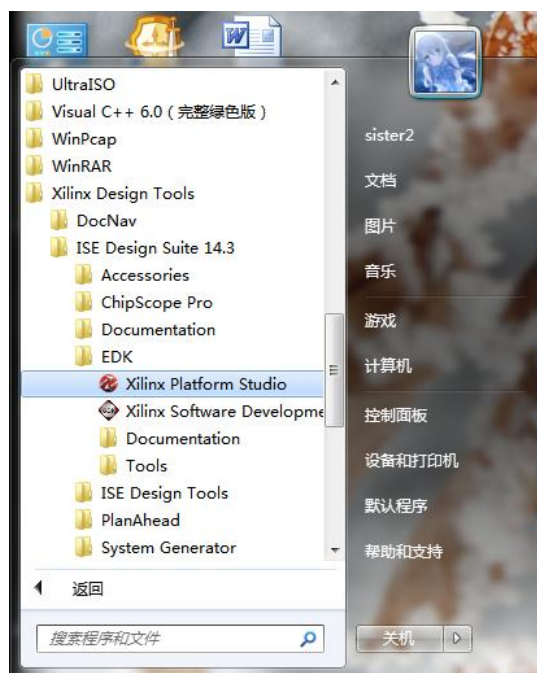 UltraISO
Visual C++ 6.0 ( 完整绿色版 )
WinPcap
WinRAR
Xilinx Design Tools
DocNav
ISE Design Suite 14.3
Accessories
ChipScope Pro
Documentation
EDK
Xilinx Platform Studio
Xilinx Software Developme
Documentation
Tools
ISE Design Tools
PlanAhead
System Generator
返回
搜索程序和文件
sister2
文档
图片
音乐
游戏
计算机
控制面板
设备和打印机
默认程序
帮助和支持
关机